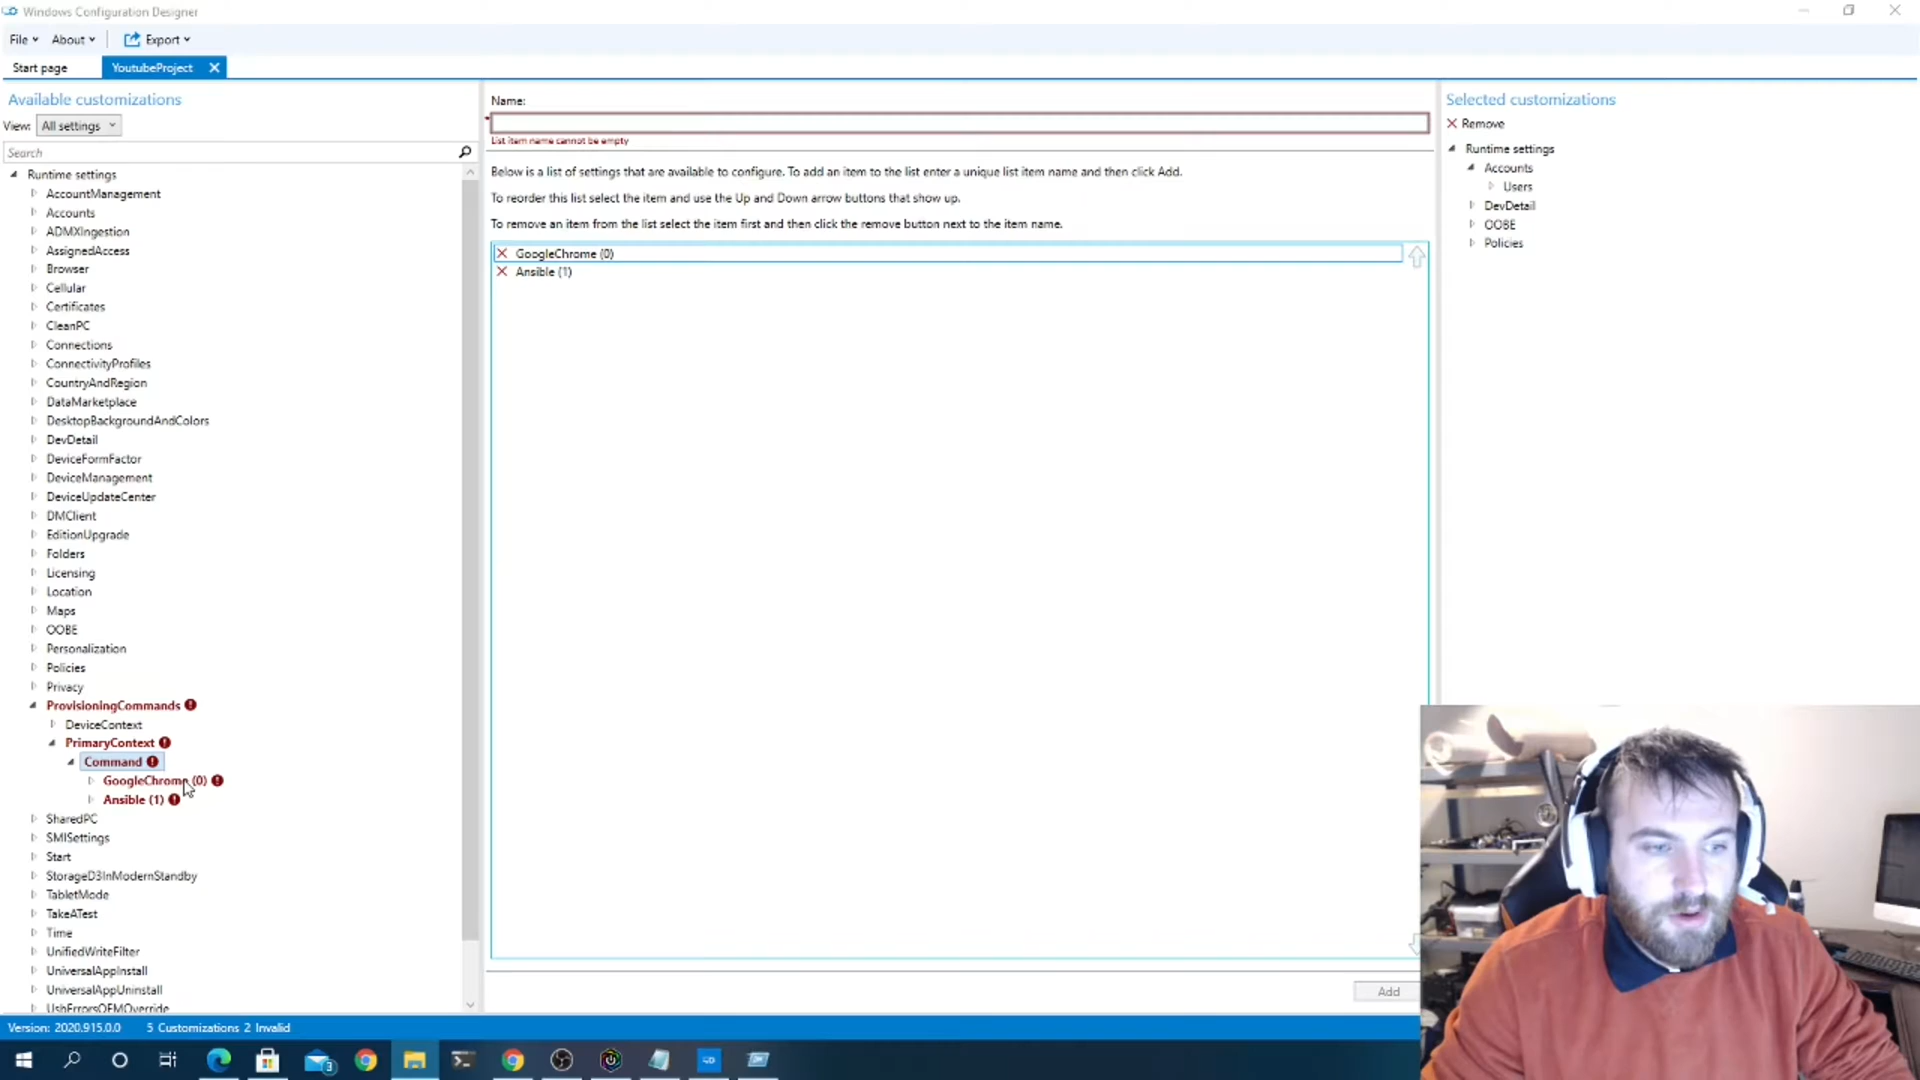 Windows Configuration Designer
File About Export
Start page YoutubeProject
Available customizations
View: All settings
Search
Runtime settings
AccountManagement
Accounts
ADMXIngestion
AssignedAccess
Browser
Cellular
Certificates
CleanPC
Connections
ConnectivityProfiles
CountryAndRegion
DataMarketplace
DesktopBackgroundAndColors
DevDetail
DeviceFormFactor
DeviceManagement
DeviceUpdateCenter
DMClient
EditionUpgrade
Folders
Licensing
Location
Maps
OOBE
Personalization
Policies
Privacy
ProvisioningCommands
DeviceContext
PrimaryContext
Command
GoogleChrome (0)
Ansible (1)
SharedPC
SMISettings
Start
StorageD3InModernStandby
TabletMode
TakeATest
Time
UnifiedWriteFilter
UniversalAppInstall
UniversalAppUninstall
UsbErrorsOEMOverride
Name:
List item name cannot be empty
Below is a list of settings that are available to configure. To add an item to the list enter a unique list item name and then click Add.
To reorder this list select the item and use the Up and Down arrow buttons that show up.
To remove an item from the list select the item first and then click the remove button next to the item name.
GoogleChrome (0)
Ansible (1)
Add
Selected customizations
Remove
Runtime settings
Accounts
Users
DevDetail
OOBE
Policies
Version: 2020.915.0.0 5 Customizations 2 Invalid
3